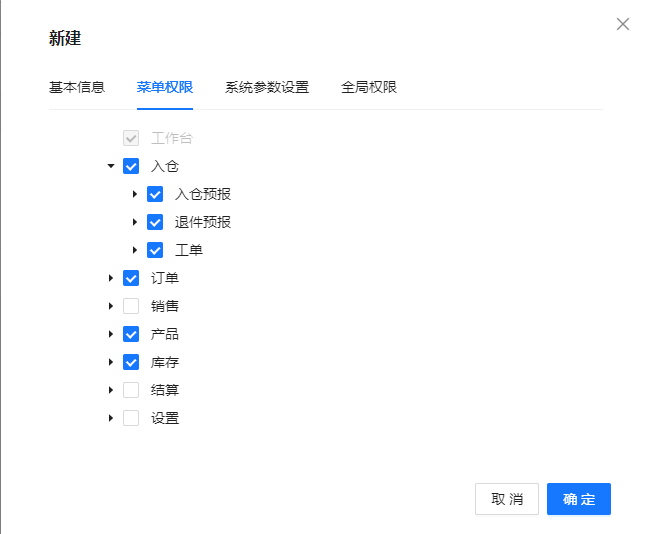 新建
基本信息 菜单权限 系统参数设置 全局权限
工作台
入仓
入仓预报
退件预报
工单
订单
销售
产品
库存
结算
设置
取 消 确 定